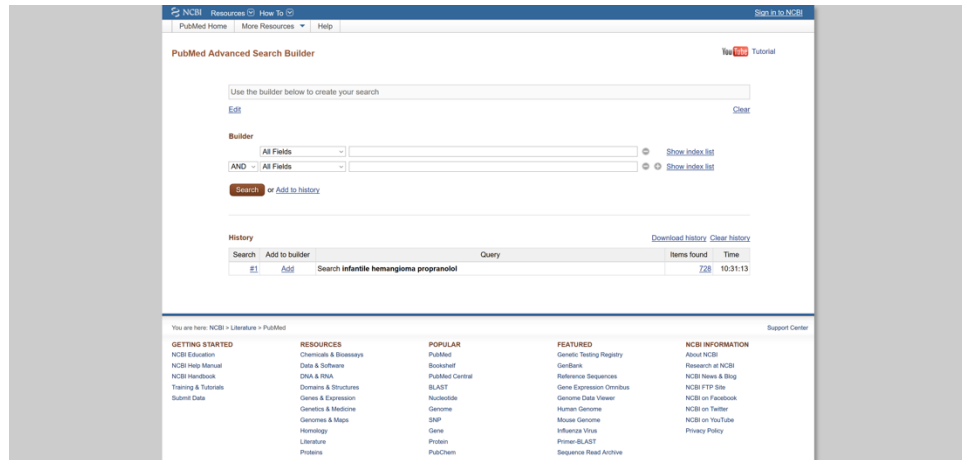 NCBI Resources How To Sign in to NCBI
PubMed Home More Resources Help
PubMed Advanced Search Builder YouTube Tutorial
Use the builder below to create your search
Edit Clear
Builder
All Fields Show index list
AND All Fields Show index list
Search or Add to history
History Download history Clear history
Search Add to builder Query Items found Time
#1 Add Search infantile hemangioma propranolol 728 10:31:13
You are here: NCBI > Literature > PubMed Support Center
GETTING STARTED RESOURCES POPULAR FEATURED NCBI INFORMATION
NCBI Education Chemicals & Bioassays PubMed Genetic Testing Registry About NCBI
NCBI Help Manual Data & Software Bookshelf GenBank Research at NCBI
NCBI Handbook DNA & RNA PubMed Central Reference Sequences NCBI News & Blog
Training & Tutorials Domains & Structures BLAST Gene Expression Omnibus NCBI FTP Site
Submit Data Genes & Expression Nucleotide Genome Data Viewer NCBI on Facebook
Genetics & Medicine Genome Human Genome NCBI on Twitter
Genomes & Maps SNP Mouse Genome NCBI on YouTube
Homology Gene Influenza Virus Privacy Policy
Literature Protein Primer-BLAST
Proteins PubChem Sequence Read Archive